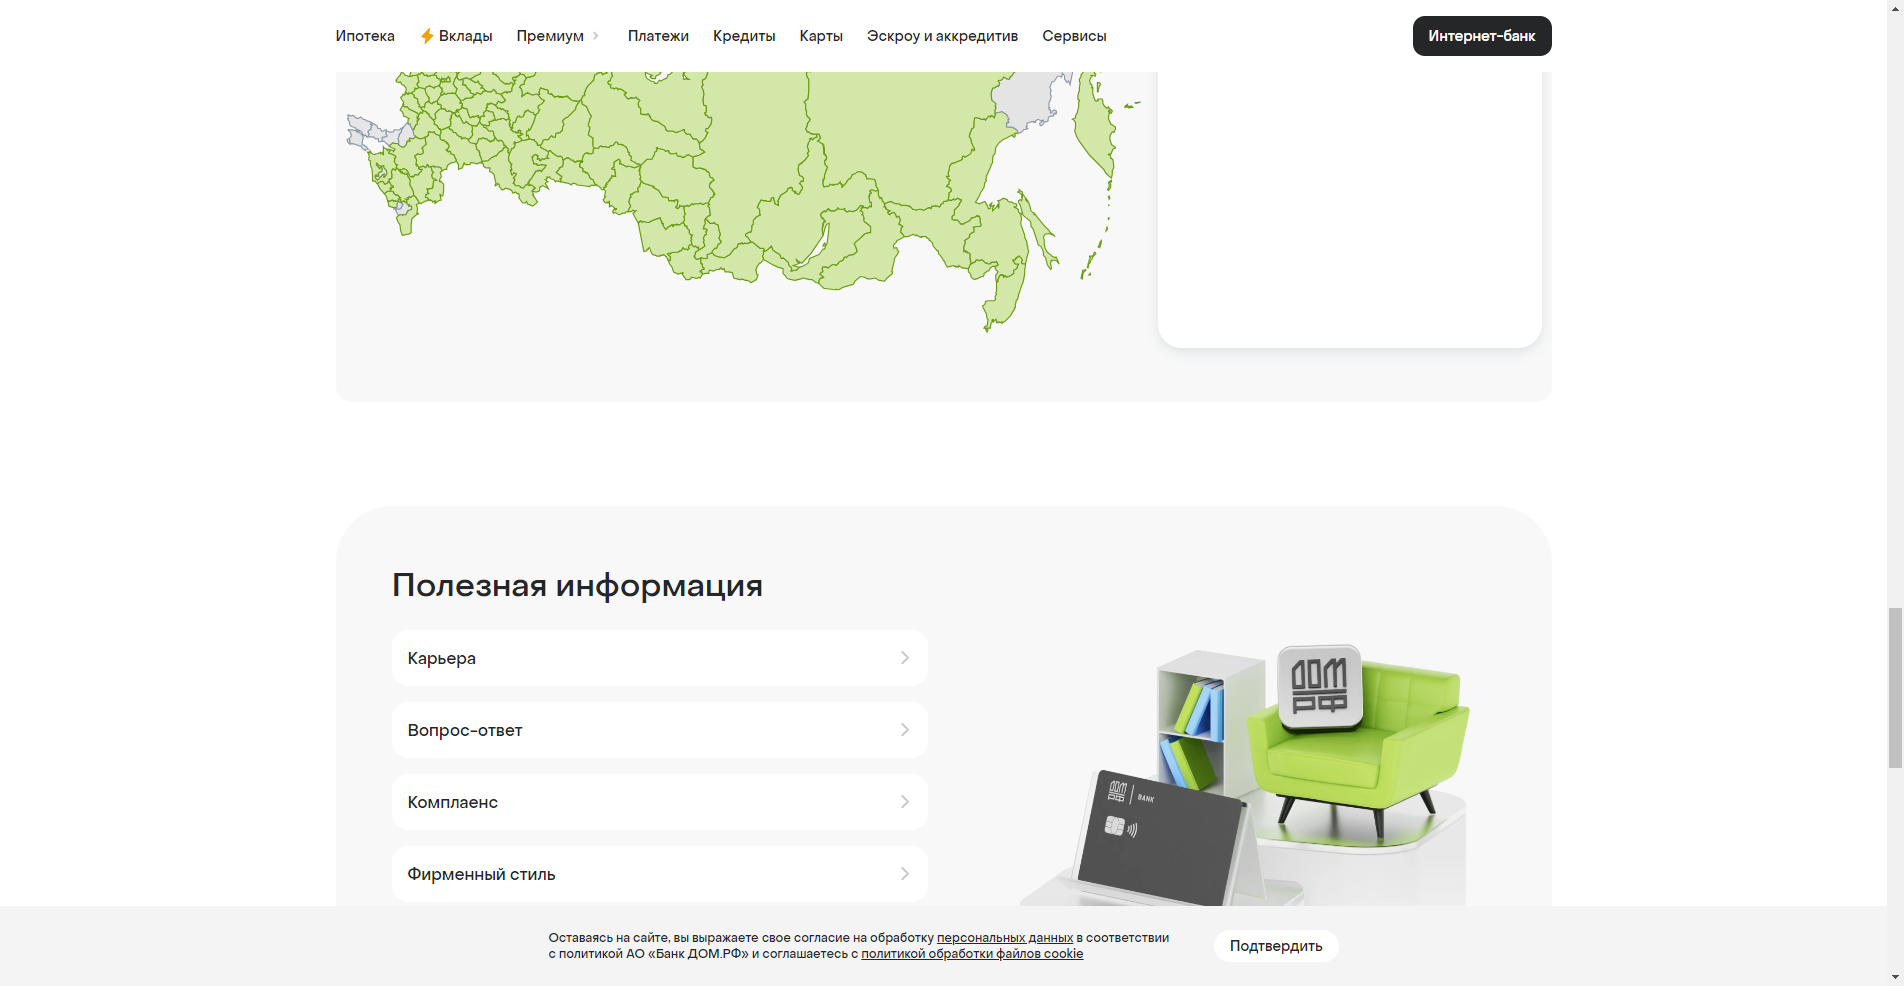 Ипотека
Вклады
Премиум
Платежи
Кредиты
Карты
Эскроу и аккредитив
Сервисы
Интернет-банк
Полезная информация
Карьера
Вопрос-ответ
Комплаенс
Фирменный стиль
ДОМ
РФ
ДОМ
РФ
BANK
Оставаясь на сайте, вы выражаете свое согласие на обработку персональных данных в соответствии
с политикой АО «Банк ДОМ.РФ» и соглашаетесь с политикой обработки файлов cookie
Подтвердить